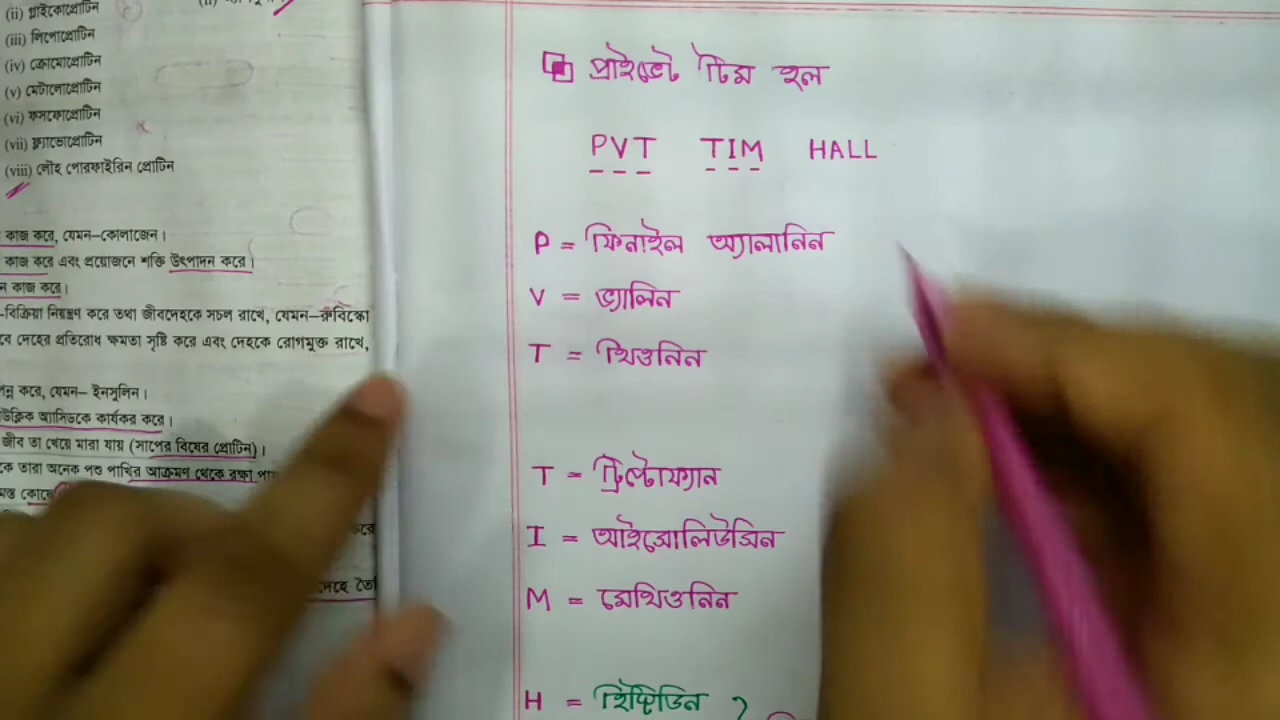 (ii) গ্লাইকোপ্রোটিন
(iii) লিপোপ্রোটিন
(iv) ক্রোমোপ্রোটিন
(v) মেটালোপ্রোটিন
(vi) ফসফোপ্রোটিন
(vii) ফ্ল্যাভোপ্রোটিন
(viii) লৌহ পোরফাইরিন প্রোটিন
কাজ করে, যেমন–কোলাজেন।
কাজ করে এবং প্রয়োজনে শক্তি উৎপাদন করে।
ন কাজ করে।
-বিক্রিয়া নিয়ন্ত্রণ করে তথা জীবদেহকে সচল রাখে, যেমন–রুবিস্কো
বে দেহের প্রতিরোধ ক্ষমতা সৃষ্টি করে এবং দেহকে রোগমুক্ত রাখে,
পন্ন করে, যেমন– ইনসুলিন।
উক্লিক অ্যাসিডকে কার্যকর করে।
জীব তা খেয়ে মারা যায় (সাপের বিষের প্রোটিন)।
কে তারা অনেক পশু পাখির আক্রমণ থেকে রক্ষা পায়
মস্ত কোষে
করে
দেহে তৈ
প্রাইভেট টিম হল
PVT TIM HALL
P = ফিনাইল অ্যালানিন
V = ভ্যালিন
T = থিওনিন
T = ট্রিপ্টোফ্যান
I = আইসোলিউসিন
M = মেথিওনিন
H = হিস্টিডিন